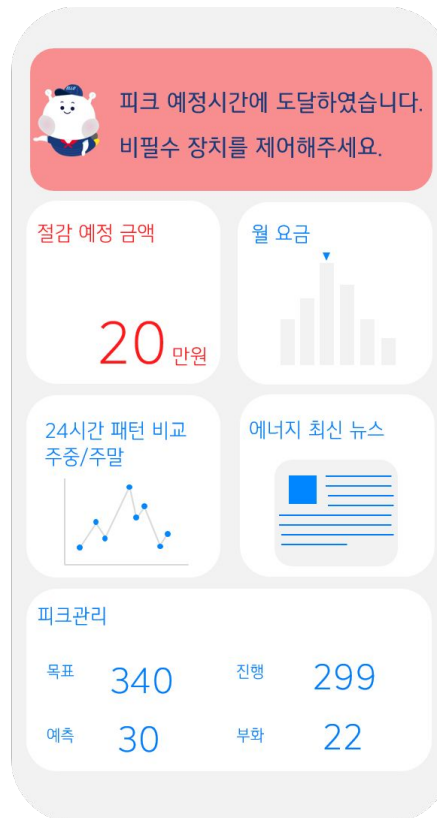 피크 예정시간에 도달하였습니다.
비필수 장치를 제어해주세요.
절감 예정 금액
20 만원
월 요금
24시간 패턴 비교
주중/주말
에너지 최신 뉴스
피크관리
목표 340
진행 299
예측 30
부화 22